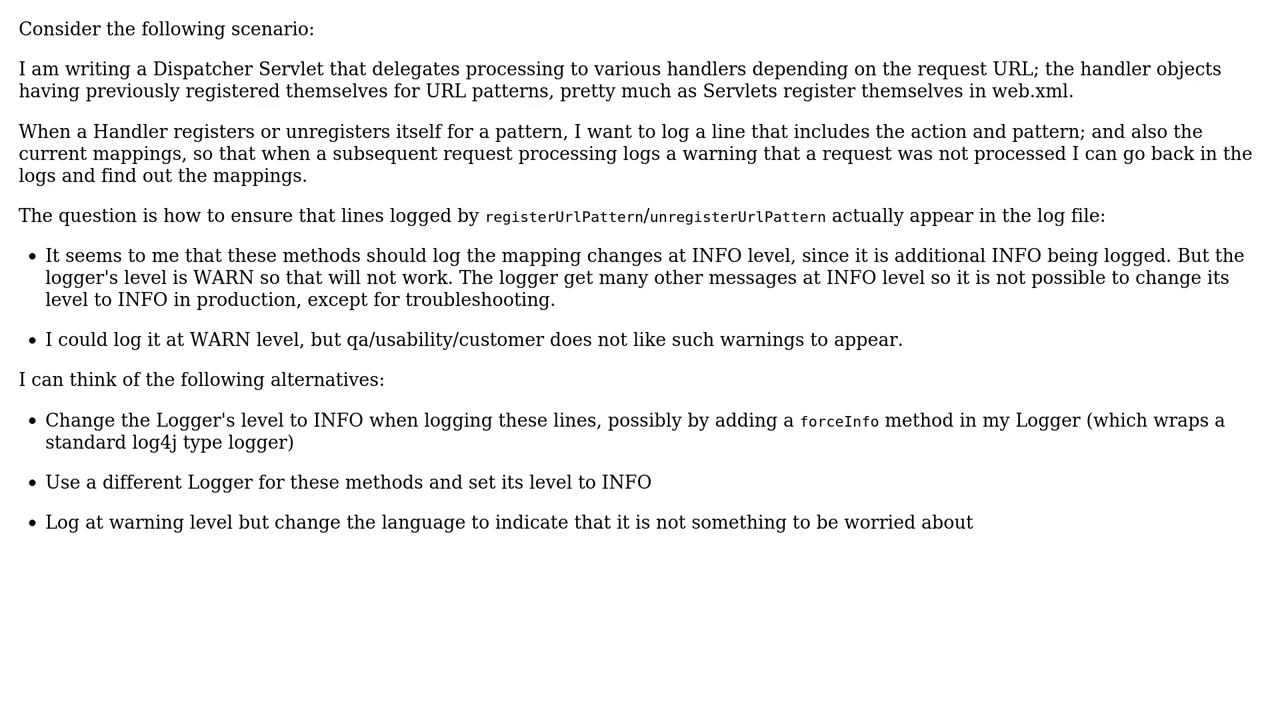 Consider the following scenario:
I am writing a Dispatcher Servlet that delegates processing to various handlers depending on the request URL; the handler objects
having previously registered themselves for URL patterns, pretty much as Servlets register themselves in web.xml.
When a Handler registers or unregisters itself for a pattern, I want to log a line that includes the action and pattern; and also the
current mappings, so that when a subsequent request processing logs a warning that a request was not processed I can go back in the
logs and find out the mappings.
The question is how to ensure that lines logged by registerUrlPattern/unregisterUrlPattern actually appear in the log file:
• It seems to me that these methods should log the mapping changes at INFO level, since it is additional INFO being logged. But the
logger's level is WARN so that will not work. The logger get many other messages at INFO level so it is not possible to change its
level to INFO in production, except for troubleshooting.
• I could log it at WARN level, but qa/usability/customer does not like such warnings to appear.
I can think of the following alternatives:
• Change the Logger's level to INFO when logging these lines, possibly by adding a forceInfo method in my Logger (which wraps a
standard log4j type logger)
• Use a different Logger for these methods and set its level to INFO
• Log at warning level but change the language to indicate that it is not something to be worried about